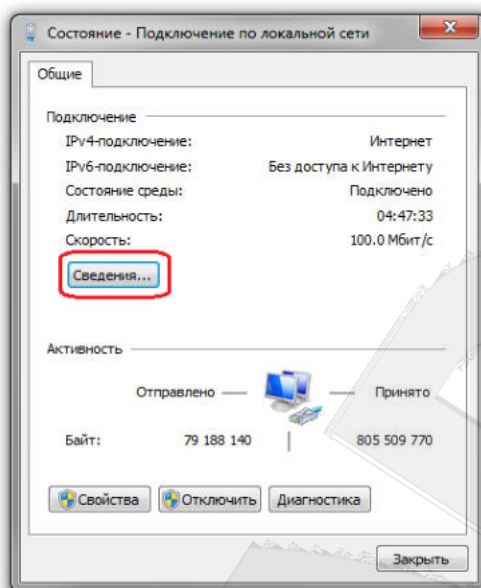 Состояние - Подключение по локальной сети
Общие
Подключение
IPv4-подключение: Интернет
IPv6-подключение: Без доступа к Интернету
Состояние среды: Подключено
Длительность: 04:47:33
Скорость: 100.0 Мбит/с
Сведения...
Активность
Отправлено — Принято
Байт: 79 188 140 805 509 770
Свойства Отключить Диагностика
Закрыть